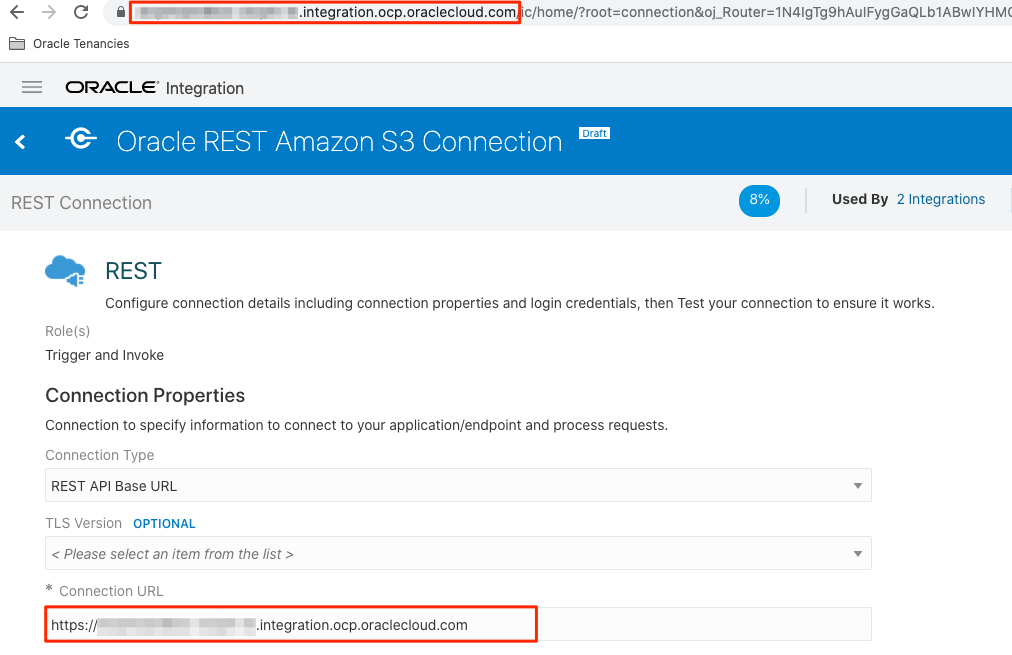 .integration.ocp.oraclecloud.com/ic/home/?root=connection&oj_Router=1N4IgTg9hAulFygGaQLb1ABwlYHM
Oracle Tenancies
ORACLE Integration
Oracle REST Amazon S3 Connection Draft
REST Connection 8% Used By 2 Integrations
REST
Configure connection details including connection properties and login credentials, then Test your connection to ensure it works.
Role(s)
Trigger and Invoke
Connection Properties
Connection to specify information to connect to your application/endpoint and process requests.
Connection Type
REST API Base URL
TLS Version OPTIONAL
< Please select an item from the list >
* Connection URL
https:// .integration.ocp.oraclecloud.com